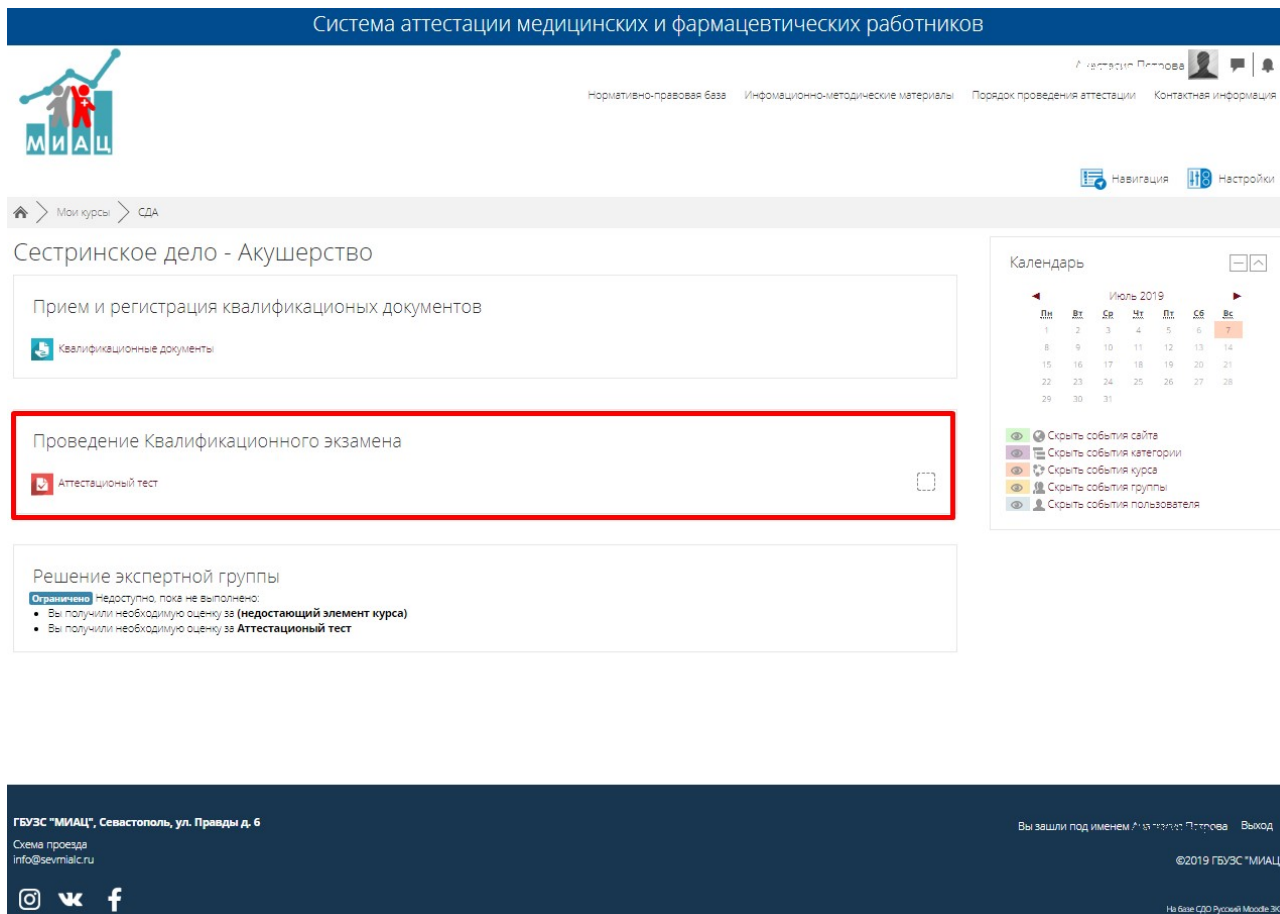 Система аттестации медицинских и фармацевтических работников
МИАЦ
Нормативно-правовая база Инфомационно-методические материалы Порядок проведения аттестации Контактная информация
Навигация Настройки
Мои курсы СДА
Сестринское дело - Акушерство
Прием и регистрация квалификационых документов
Квалификационные документы
Проведение Квалификационного экзамена
Аттестационый тест
Решение экспертной группы
Ограничено Недоступно, пока не выполнено:
Вы получили необходимую оценку за (недостающий элемент курса)
Вы получили необходимую оценку за Аттестационый тест
Календарь
◄ Июль 2019 ►
Пн Вт Ср Чт Пт Сб Вс
1 2 3 4 5 6 7
8 9 10 11 12 13 14
15 16 17 18 19 20 21
22 23 24 25 26 27 28
29 30 31
Скрыть события сайта
Скрыть события категории
Скрыть события курса
Скрыть события группы
Скрыть события пользователя
ГБУЗС "МИАЦ", Севастополь, ул. Правды д. 6
Схема проезда
info@sevmialc.ru
Вы зашли под именем Выход
©2019 ГБУЗС "МИАЦ
На базе СДО Русский Moodle 3K